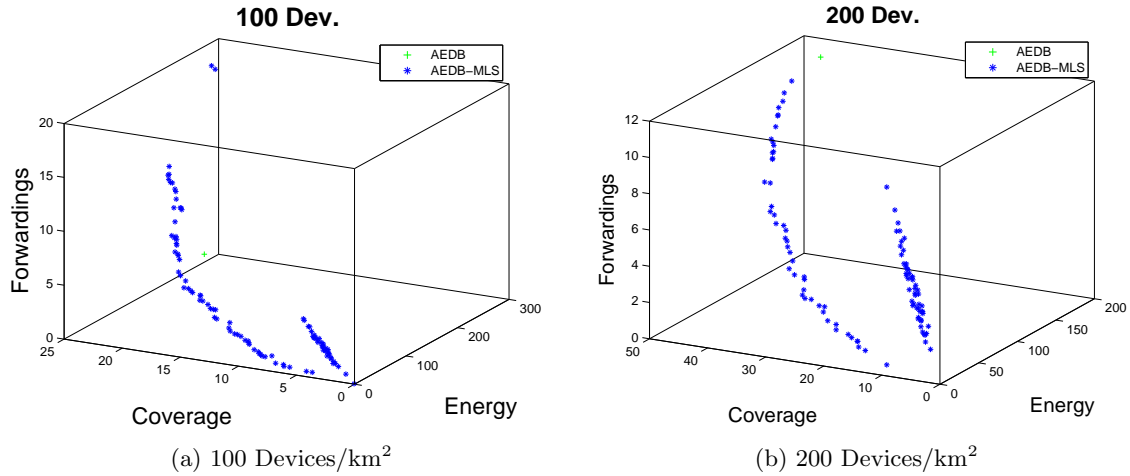 100 Dev.
AEDB
AEDB-MLS
20
15
10
5
0
Forwardings
25
20
15
10
5
0
Coverage
0
100
200
300
Energy
(a) 100 Devices/km²
200 Dev.
AEDB
AEDB-MLS
12
10
8
6
4
2
0
Forwardings
50
40
30
20
10
0
Coverage
0
50
100
150
200
Energy
(b) 200 Devices/km²